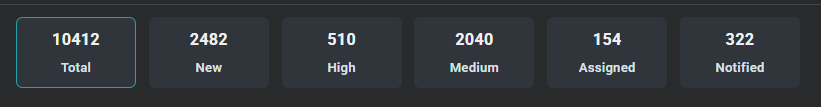 10412 2482 510 2040 154 322
Total New High Medium Assigned Notified